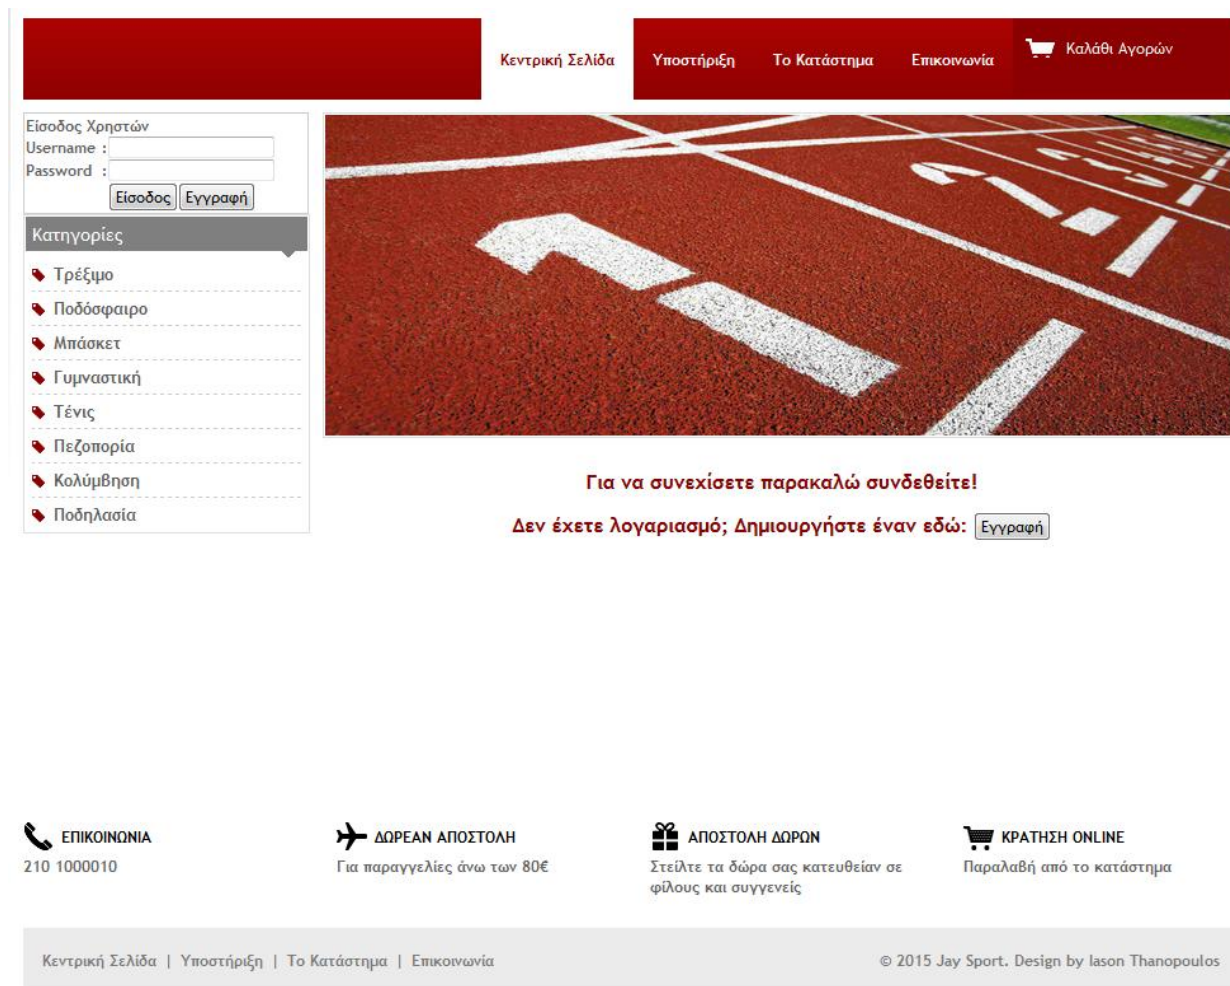 Κεντρική Σελίδα Υποστήριξη Το Κατάστημα Επικοινωνία Καλάθι Αγορών
Είσοδος Χρηστών
Username :
Password :
Είσοδος Εγγραφή
Κατηγορίες
Τρέξιμο
Ποδόσφαιρο
Μπάσκετ
Γυμναστική
Τένις
Πεζοπορία
Κολύμβηση
Ποδηλασία
1 2
Για να συνεχίσετε παρακαλώ συνδεθείτε!
Δεν έχετε λογαριασμό; Δημιουργήστε έναν εδώ: Εγγραφή
ΕΠΙΚΟΙΝΩΝΙΑ
210 1000010
ΔΩΡΕΑΝ ΑΠΟΣΤΟΛΗ
Για παραγγελίες άνω των 80€
ΑΠΟΣΤΟΛΗ ΔΩΡΩΝ
Στείλτε τα δώρα σας κατευθείαν σε
φίλους και συγγενείς
ΚΡΑΤΗΣΗ ONLINE
Παραλαβή από το κατάστημα
Κεντρική Σελίδα | Υποστήριξη | Το Κατάστημα | Επικοινωνία
© 2015 Jay Sport. Design by Iason Thanopoulos